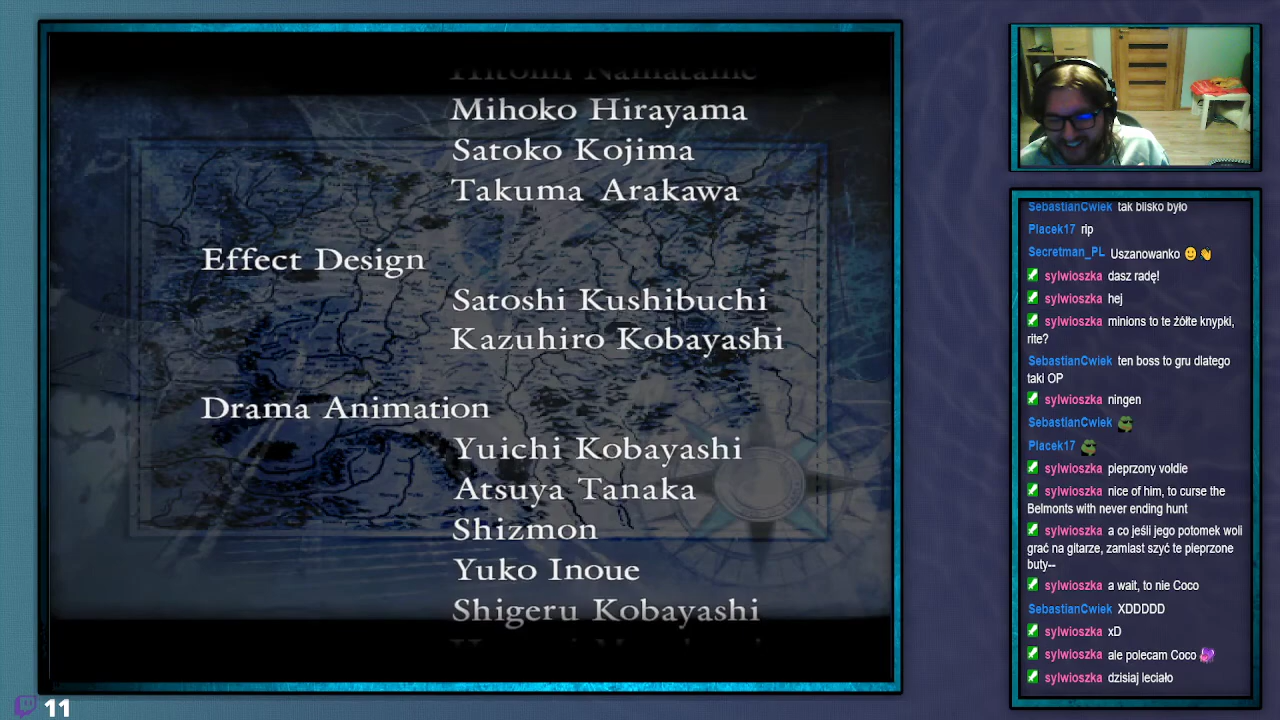 Mihoko Hirayama
Satoko Kojima
Takuma Arakawa
Effect Design
Satoshi Kushibuchi
Kazuhiro Kobayashi
Drama Animation
Yuichi Kobayashi
Atsuya Tanaka
Shizmon
Yuko Inoue
Shigeru Kobayashi
SebastianCwiek tak blisko było
Placek17 rip
Secretman_PL Uszanowanko
sylwioszka dasz radę!
sylwioszka hej
sylwioszka minions to te żółte knypki,
rite?
SebastianCwiek ten boss to gru dlatego
taki OP
sylwioszka ningen
SebastianCwiek
Placek17
sylwioszka pieprzony voldie
sylwioszka nice of him, to curse the
Belmonts with never ending hunt
sylwioszka a co jeśli jego potomek woli
grać na gitarze, zamiast szyć te pieprzone
buty--
sylwioszka a wait, to nie Coco
SebastianCwiek XDDDDD
sylwioszka xD
sylwioszka ale polecam Coco
sylwioszka dzisiaj leciało
11